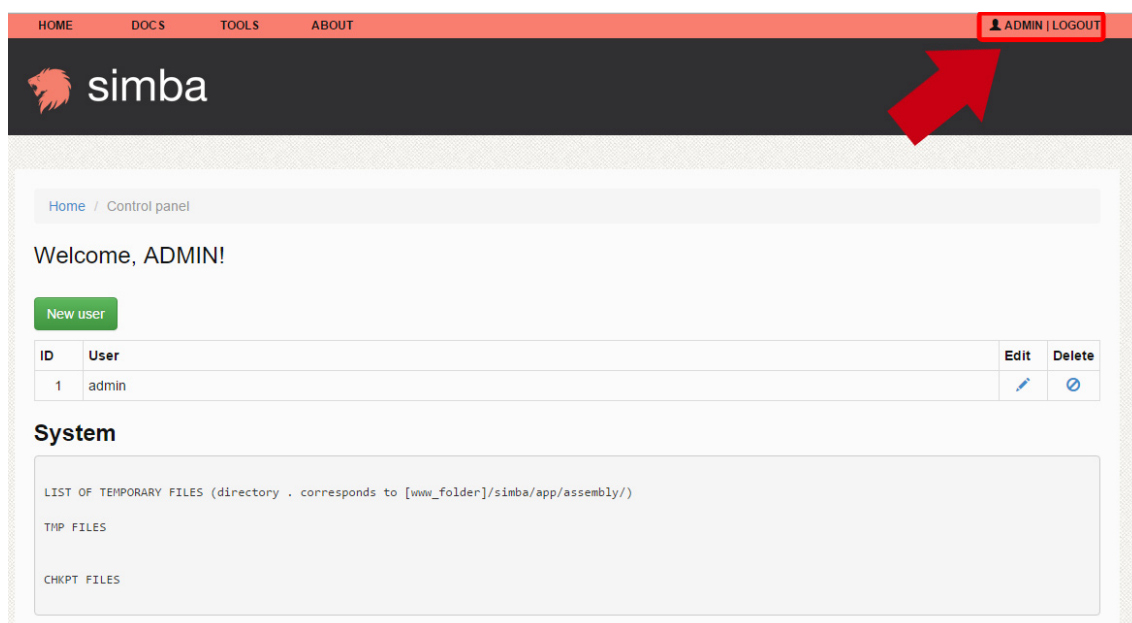 HOME DOCS TOOLS ABOUT ADMIN | LOGOUT
simba
Home / Control panel
Welcome, ADMIN!
New user
ID User Edit Delete
1 admin
System
LIST OF TEMPORARY FILES (directory . corresponds to [www_folder]/simba/app/assembly/)
TMP FILES
CHKPT FILES